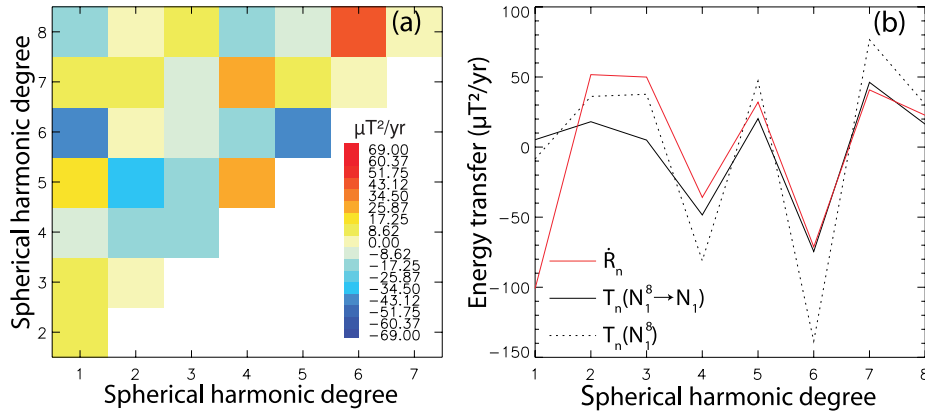 (a)
Spherical harmonic degree
8
7
6
5
4
3
2
µT²/yr
69.00
60.37
51.75
43.12
34.50
25.87
17.25
8.62
0.00
−8.62
−17.25
−25.87
−34.50
−43.12
−51.75
−60.37
−69.00
1 2 3 4 5 6 7
Spherical harmonic degree
(b)
Energy transfer (µT²/yr)
100
50
0
−50
−100
−150
Ṙₙ
Tₙ(N₁⁸→N₁)
Tₙ(N₁⁸)
1 2 3 4 5 6 7 8
Spherical harmonic degree